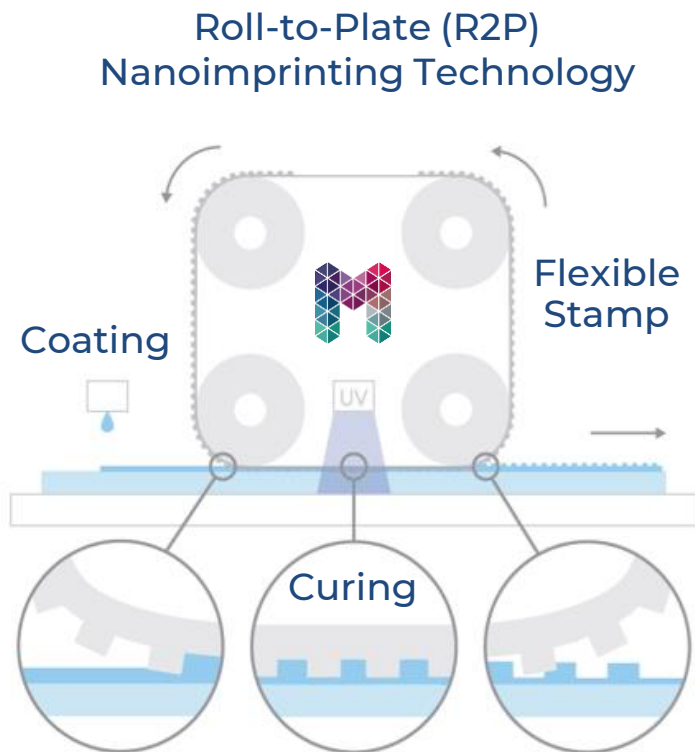 Roll-to-Plate (R2P)
Nanoimprinting Technology
Flexible
Stamp
Coating
UV
Curing